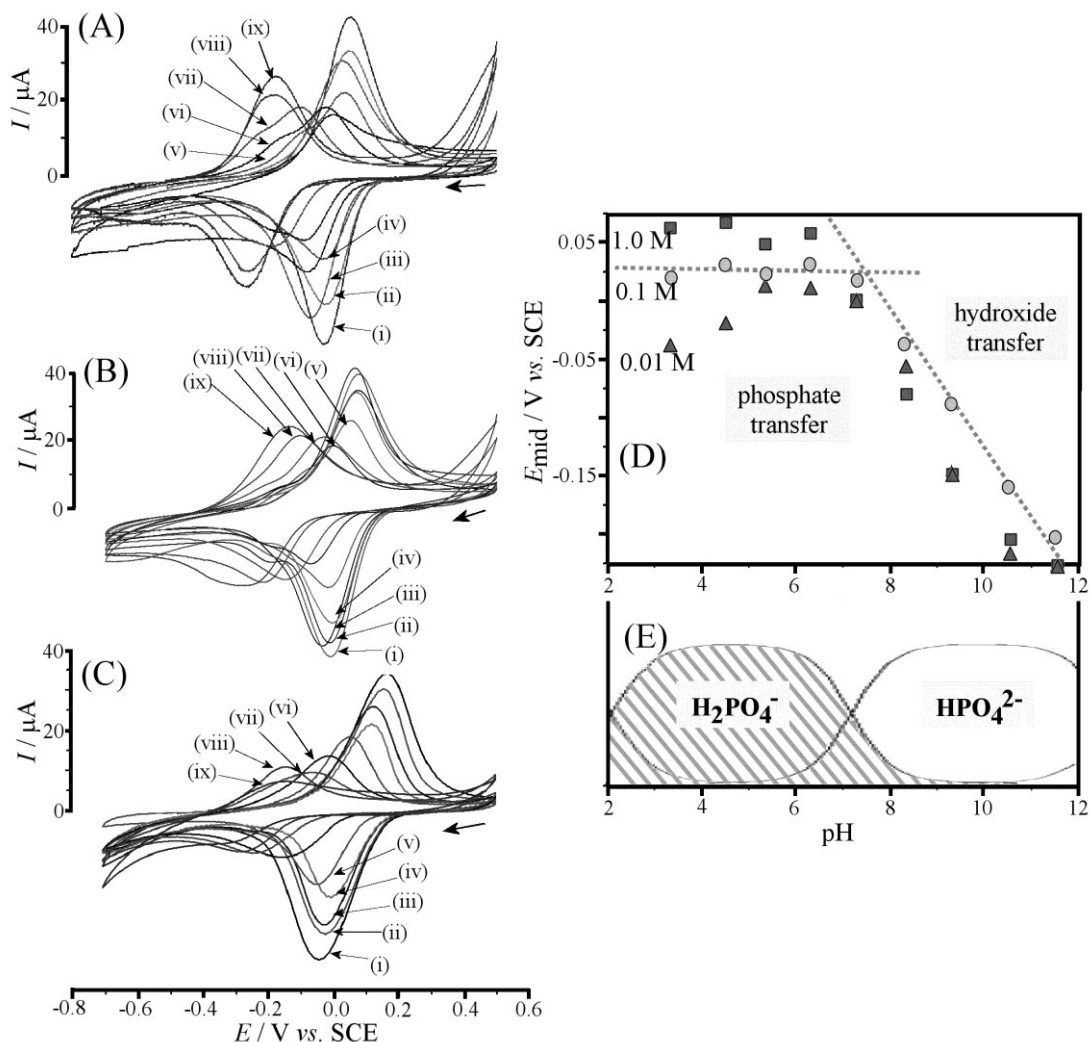 (A)
40
20
0
I / µA
(ix)
(viii)
(vii)
(vi)
(v)
(iv)
(iii)
(ii)
(i)
(B)
40
20
0
I / µA
(viii) (vii) (vi) (v)
(ix)
(iv)
(iii)
(ii)
(i)
(C)
40
20
0
I / µA
(vi)
(vii)
(viii)
(ix)
(v)
(iv)
(iii)
(ii)
(i)
-0.8 -0.6 -0.4 -0.2 0.0 0.2 0.4
E / V vs. SCE
0.05
-0.05
-0.15
Emid / V vs. SCE
1.0 M
0.1 M
0.01 M
hydroxide
transfer
phosphate
transfer
(D)
2 4 6 8 10 12
(E)
H₂PO₄⁻ HPO₄²⁻
2 4 6 8 10 12
pH